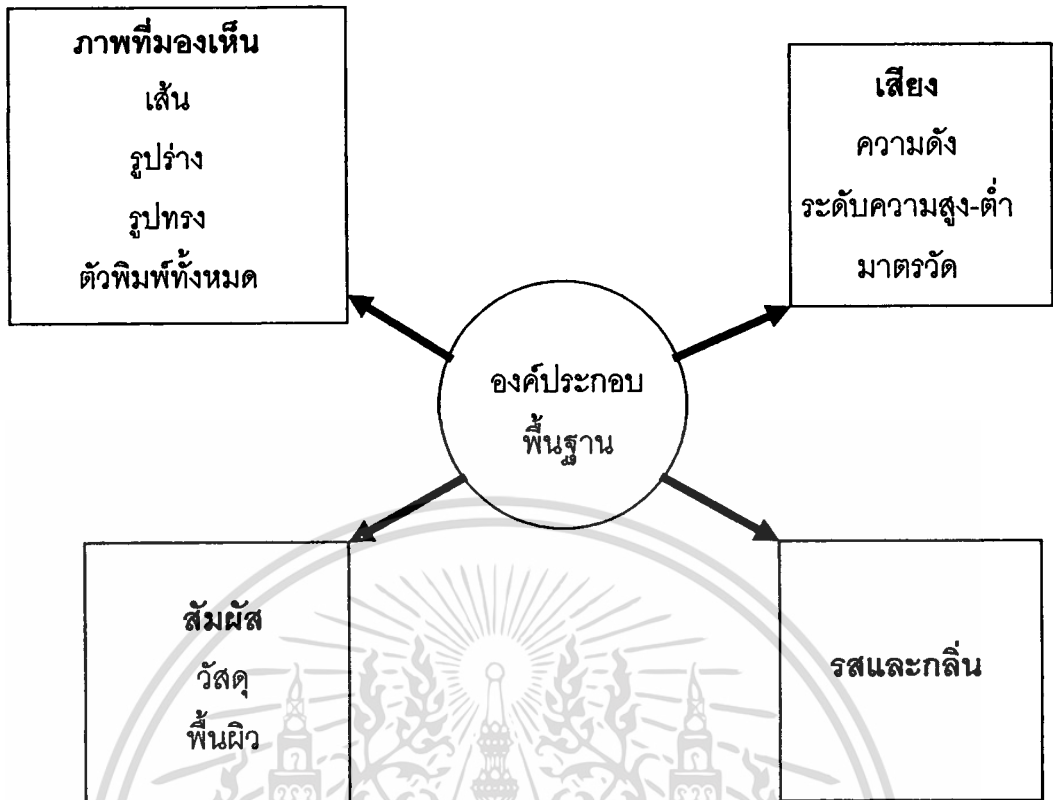 ภาพที่มองเห็น
เส้น
รูปร่าง
รูปทรง
ตัวพิมพ์ทั้งหมด
เสียง
ความดัง
ระดับความสูง-ต่ำ
มาตรวัด
องค์ประกอบ
พื้นฐาน
สัมผัส
วัสดุ
พื้นผิว
รสและกลิ่น